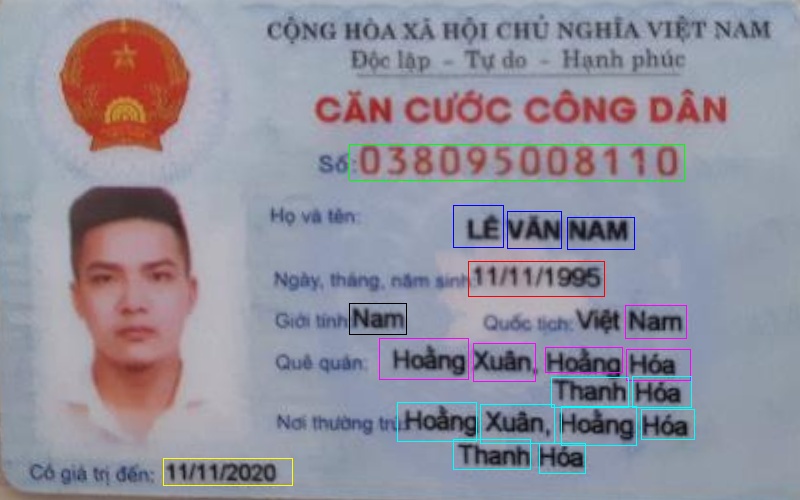 CỘNG HÒA XÃ HỘI CHỦ NGHĨA VIỆT NAM
Độc lập - Tự do - Hạnh phúc
CĂN CƯỚC CÔNG DÂN
Số: 038095008110
Họ và tên: LÊ VĂN NAM
Ngày, tháng, năm sinh: 11/11/1995
Giới tính: Nam Quốc tịch: Việt Nam
Quê quán: Hoằng Xuân, Hoằng Hóa
Thanh Hóa
Nơi thường trú: Hoằng Xuân, Hoằng Hóa
Thanh Hóa
Có giá trị đến: 11/11/2020